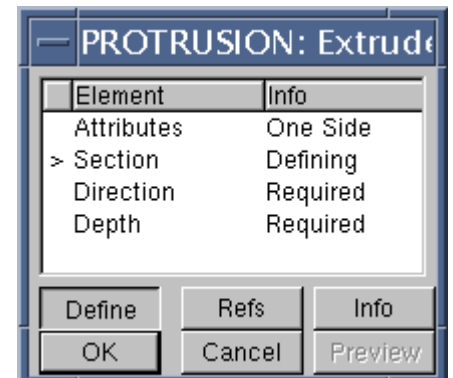 PROTRUSION: Extrude
Element Info
Attributes One Side
> Section Defining
Direction Required
Depth Required
Define Refs Info
OK Cancel Preview